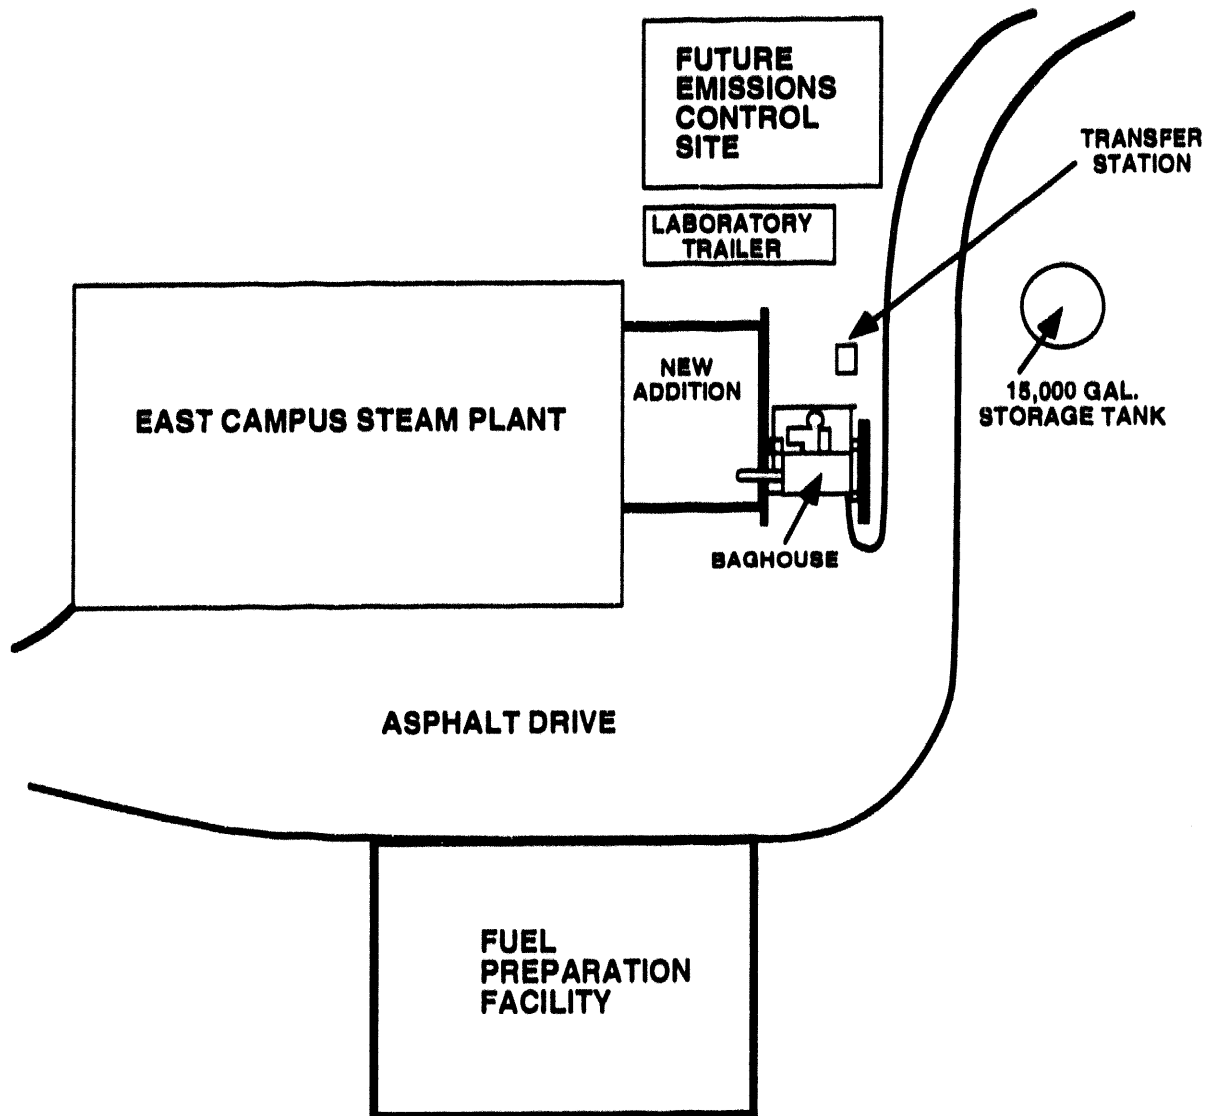 FUTURE
EMISSIONS
CONTROL
SITE
TRANSFER
STATION
LABORATORY
TRAILER
NEW
ADDITION
EAST CAMPUS STEAM PLANT
15,000 GAL.
STORAGE TANK
BAGHOUSE
ASPHALT DRIVE
FUEL
PREPARATION
FACILITY